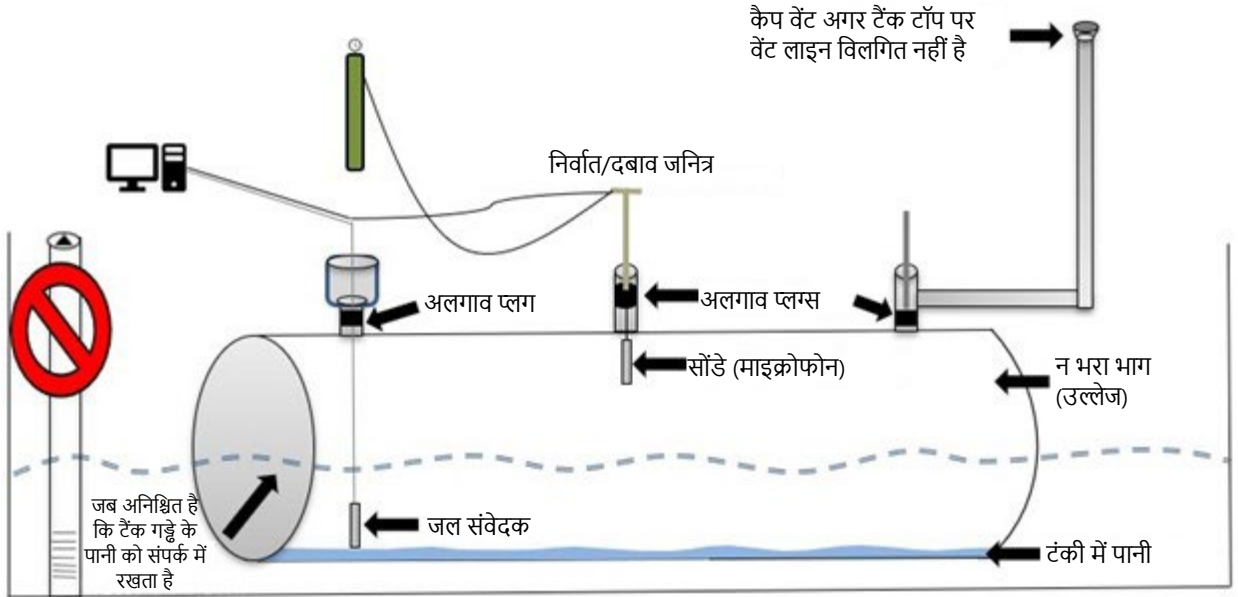 कैप वेंट अगर टैंक टॉप पर
वेंट लाइन विलगित नहीं है
निर्वात/दबाव जनित्र
अलगाव प्लग
अलगाव प्लग्स
सोंडे (माइक्रोफोन)
न भरा भाग
(उल्लेज)
जब अनिश्चित है
कि टैंक गड्ढे के
पानी को संपर्क में
रखता है
जल संवेदक
टंकी में पानी